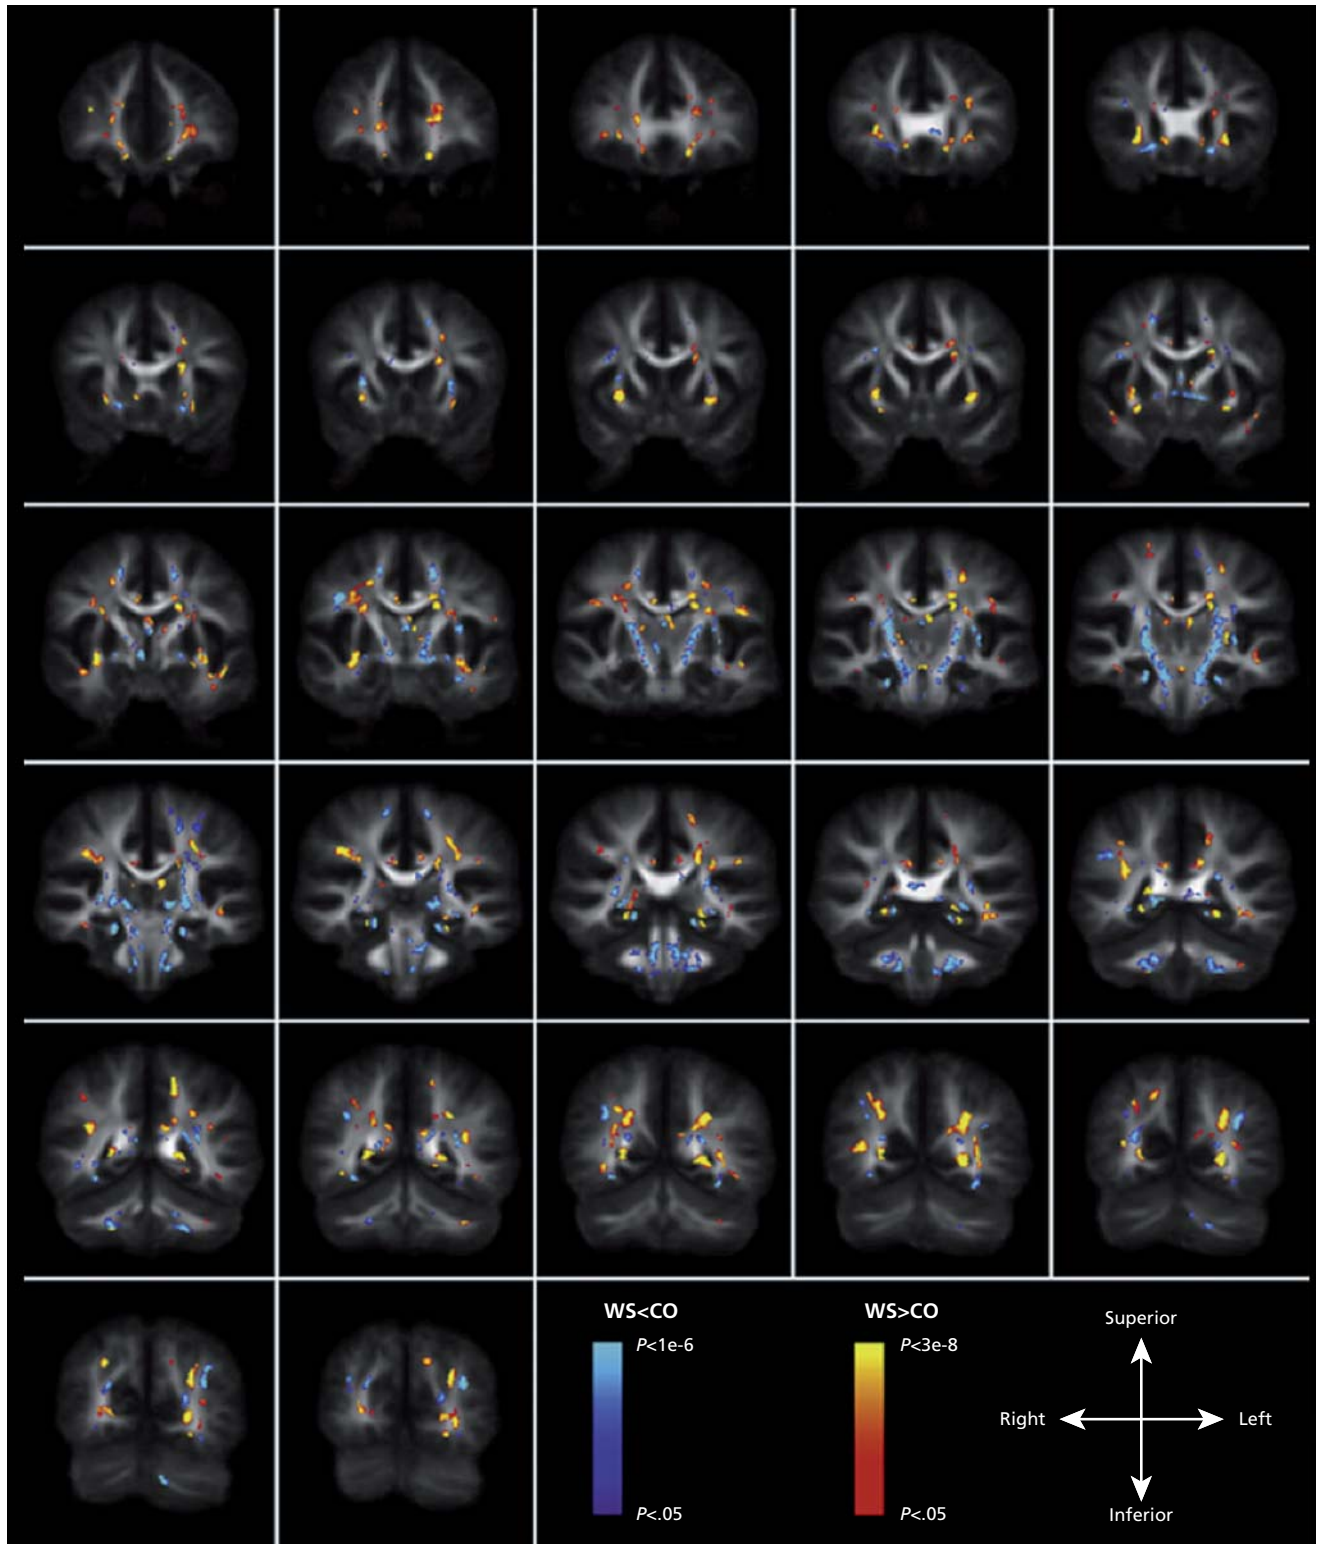 WS<CO
WS>CO
P<1e-6
P<3e-8
P<.05
P<.05
Superior
Right
Left
Inferior